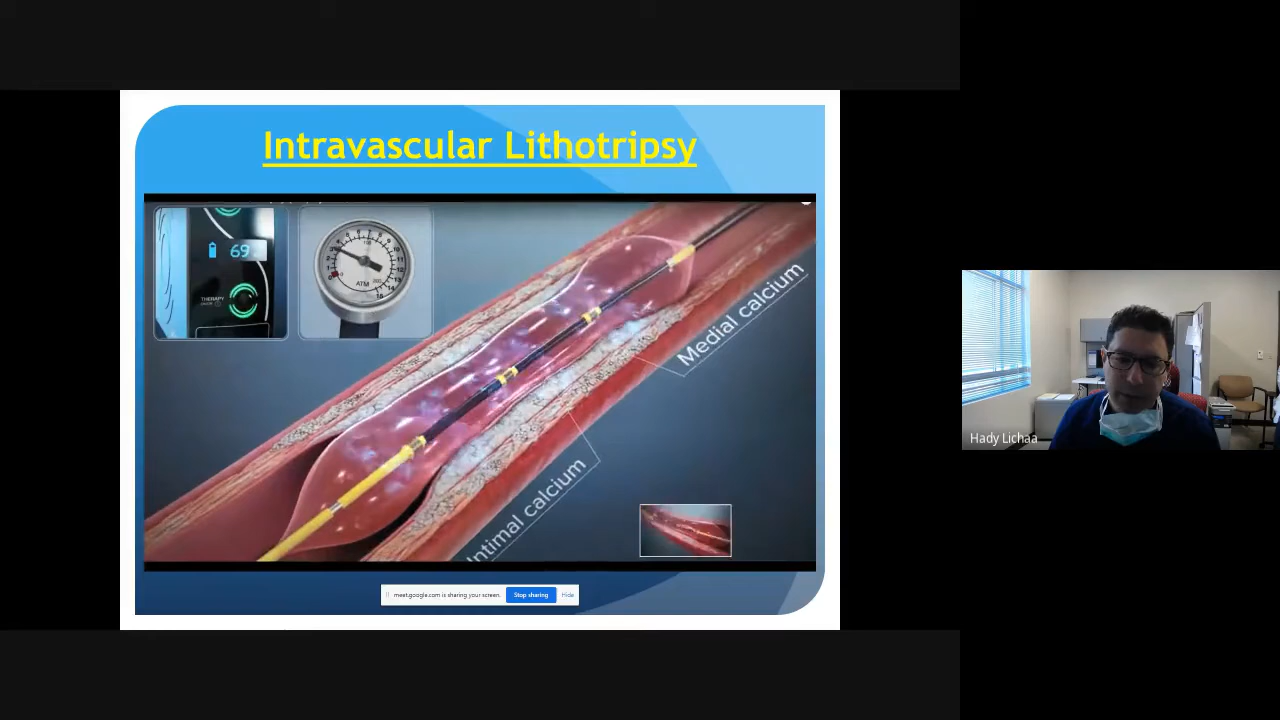 Intravascular Lithotripsy
69
THERAPY
ATM
Medial calcium
Intimal calcium
meet.google.com is sharing your screen.
Stop sharing
Hide
Hady Lichaa